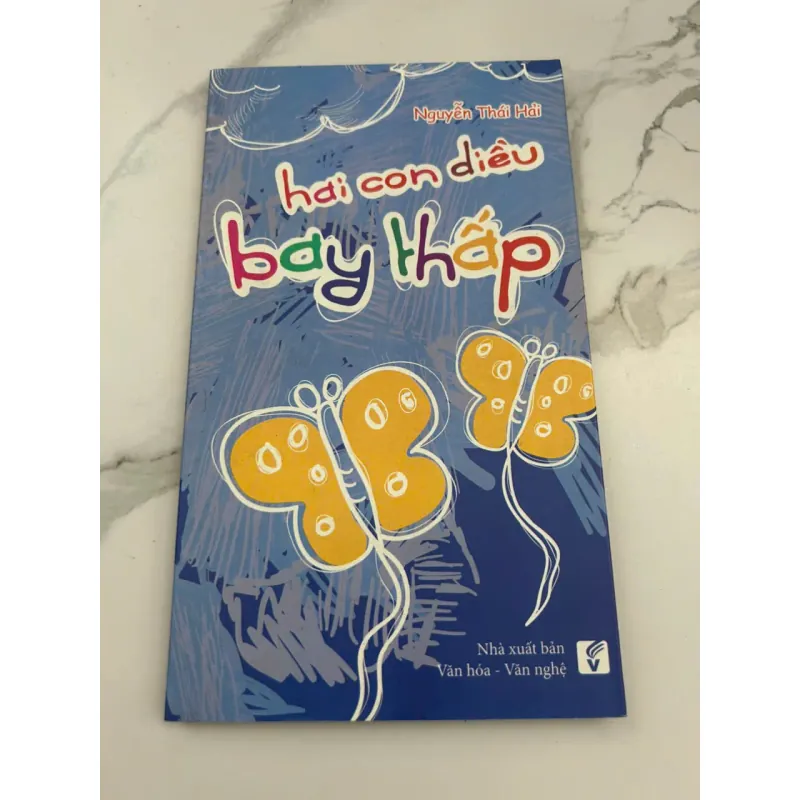 Nguyễn Thái Hải
hai con diều
bay thấp
Nhà xuất bản
Văn hóa - Văn nghệ
V